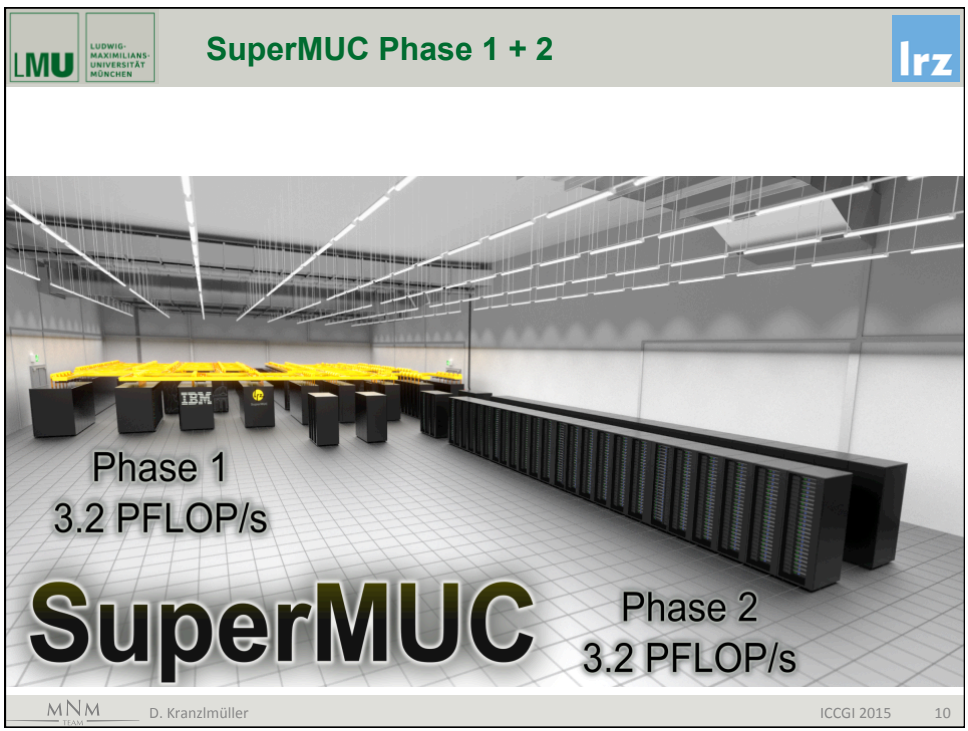 LMU
LUDWIG-
MAXIMILIANS-
UNIVERSITÄT
MÜNCHEN
SuperMUC Phase 1 + 2
lrz
IBM
lrz
Phase 1
3.2 PFLOP/s
SuperMUC
Phase 2
3.2 PFLOP/s
MNM
TEAM
D. Kranzlmüller
ICCGI 2015
10